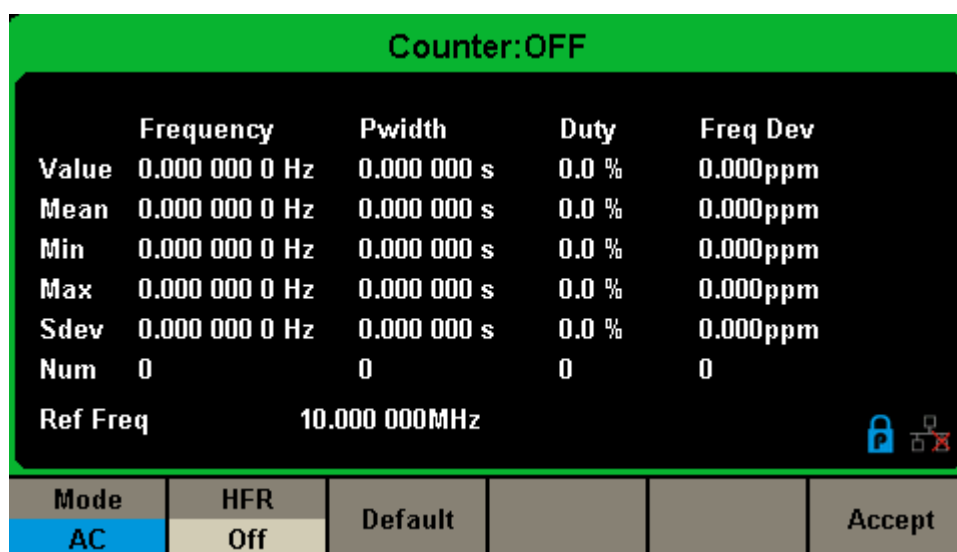 Counter:OFF
Frequency Pwidth Duty Freq Dev
Value 0.000 000 0 Hz 0.000 000 s 0.0 % 0.000ppm
Mean 0.000 000 0 Hz 0.000 000 s 0.0 % 0.000ppm
Min 0.000 000 0 Hz 0.000 000 s 0.0 % 0.000ppm
Max 0.000 000 0 Hz 0.000 000 s 0.0 % 0.000ppm
Sdev 0.000 000 0 Hz 0.000 000 s 0.0 % 0.000ppm
Num 0 0 0 0
Ref Freq 10.000 000MHz
P
Mode HFR Default Accept
AC Off